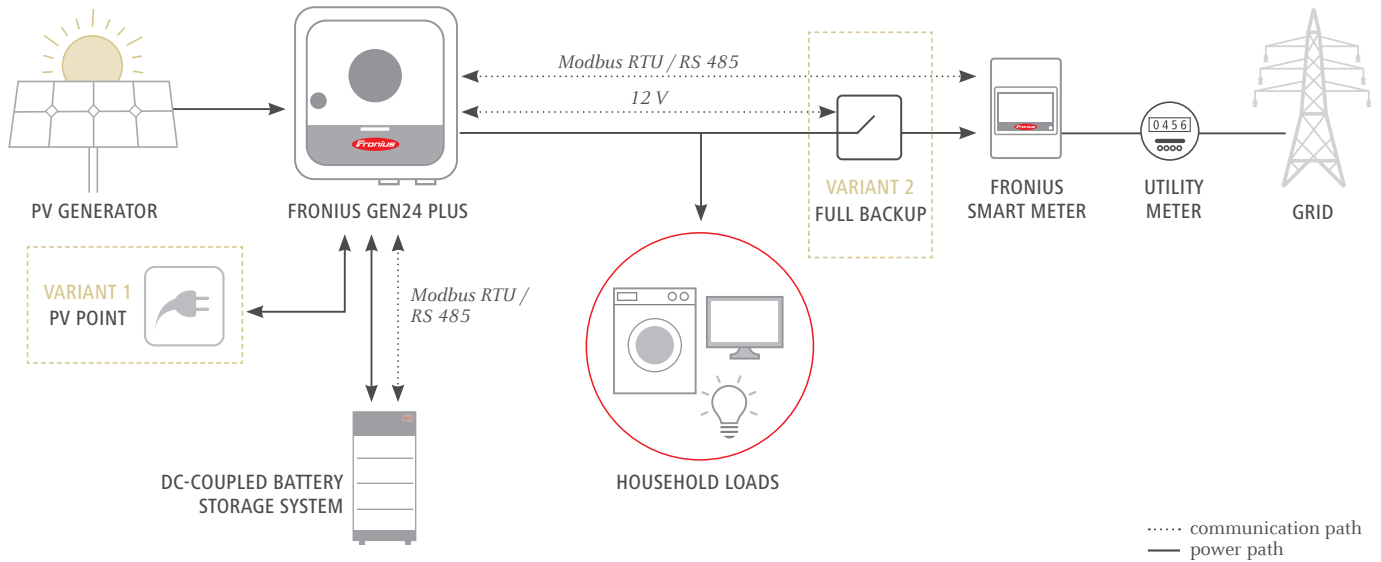 Modbus RTU / RS 485
12 V
Fronius
Fronius
0456
PV GENERATOR
FRONIUS GEN24 PLUS
VARIANT 2
FULL BACKUP
FRONIUS
SMART METER
UTILITY
METER
GRID
VARIANT 1
PV POINT
Modbus RTU /
RS 485
DC-COUPLED BATTERY
STORAGE SYSTEM
HOUSEHOLD LOADS
communication path
power path